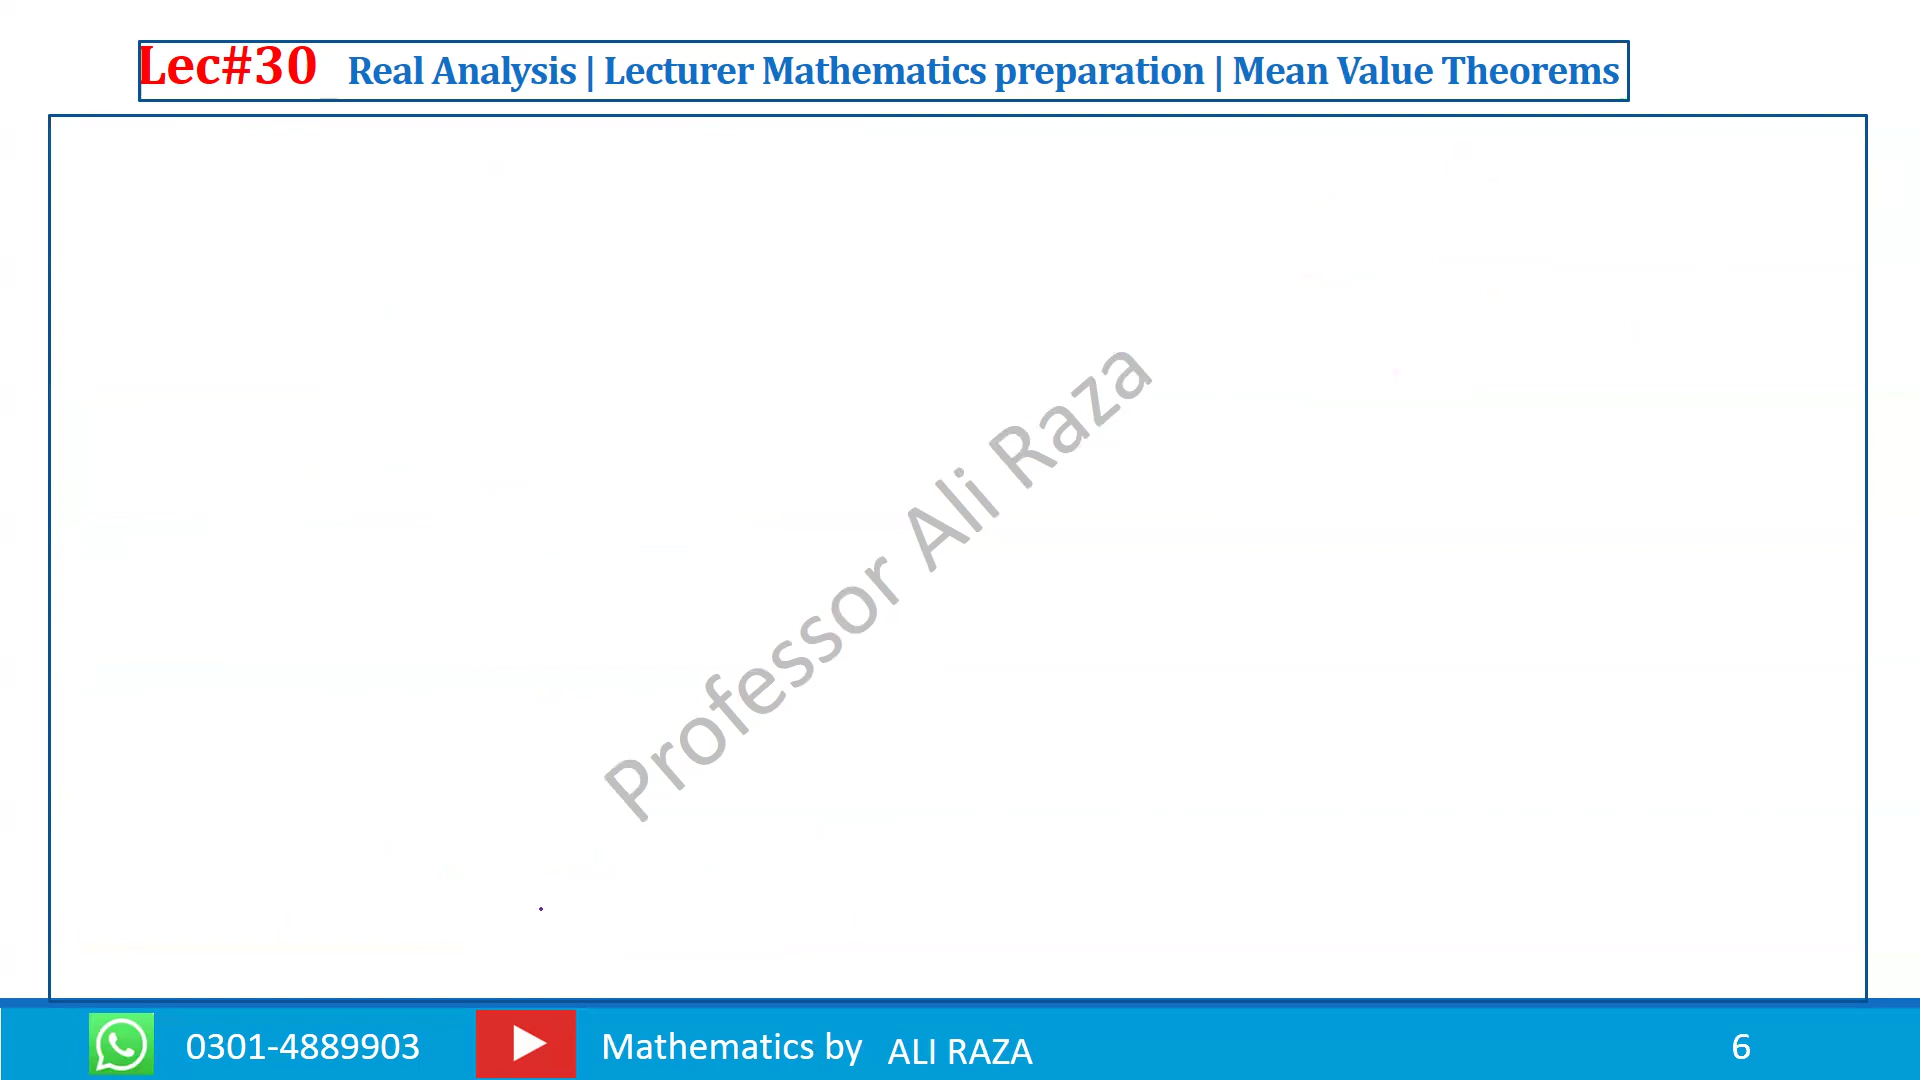 Lec#30 Real Analysis | Lecturer Mathematics preparation | Mean Value Theorems
Professor Ali Raza
0301-4889903 Mathematics by ALI RAZA 6